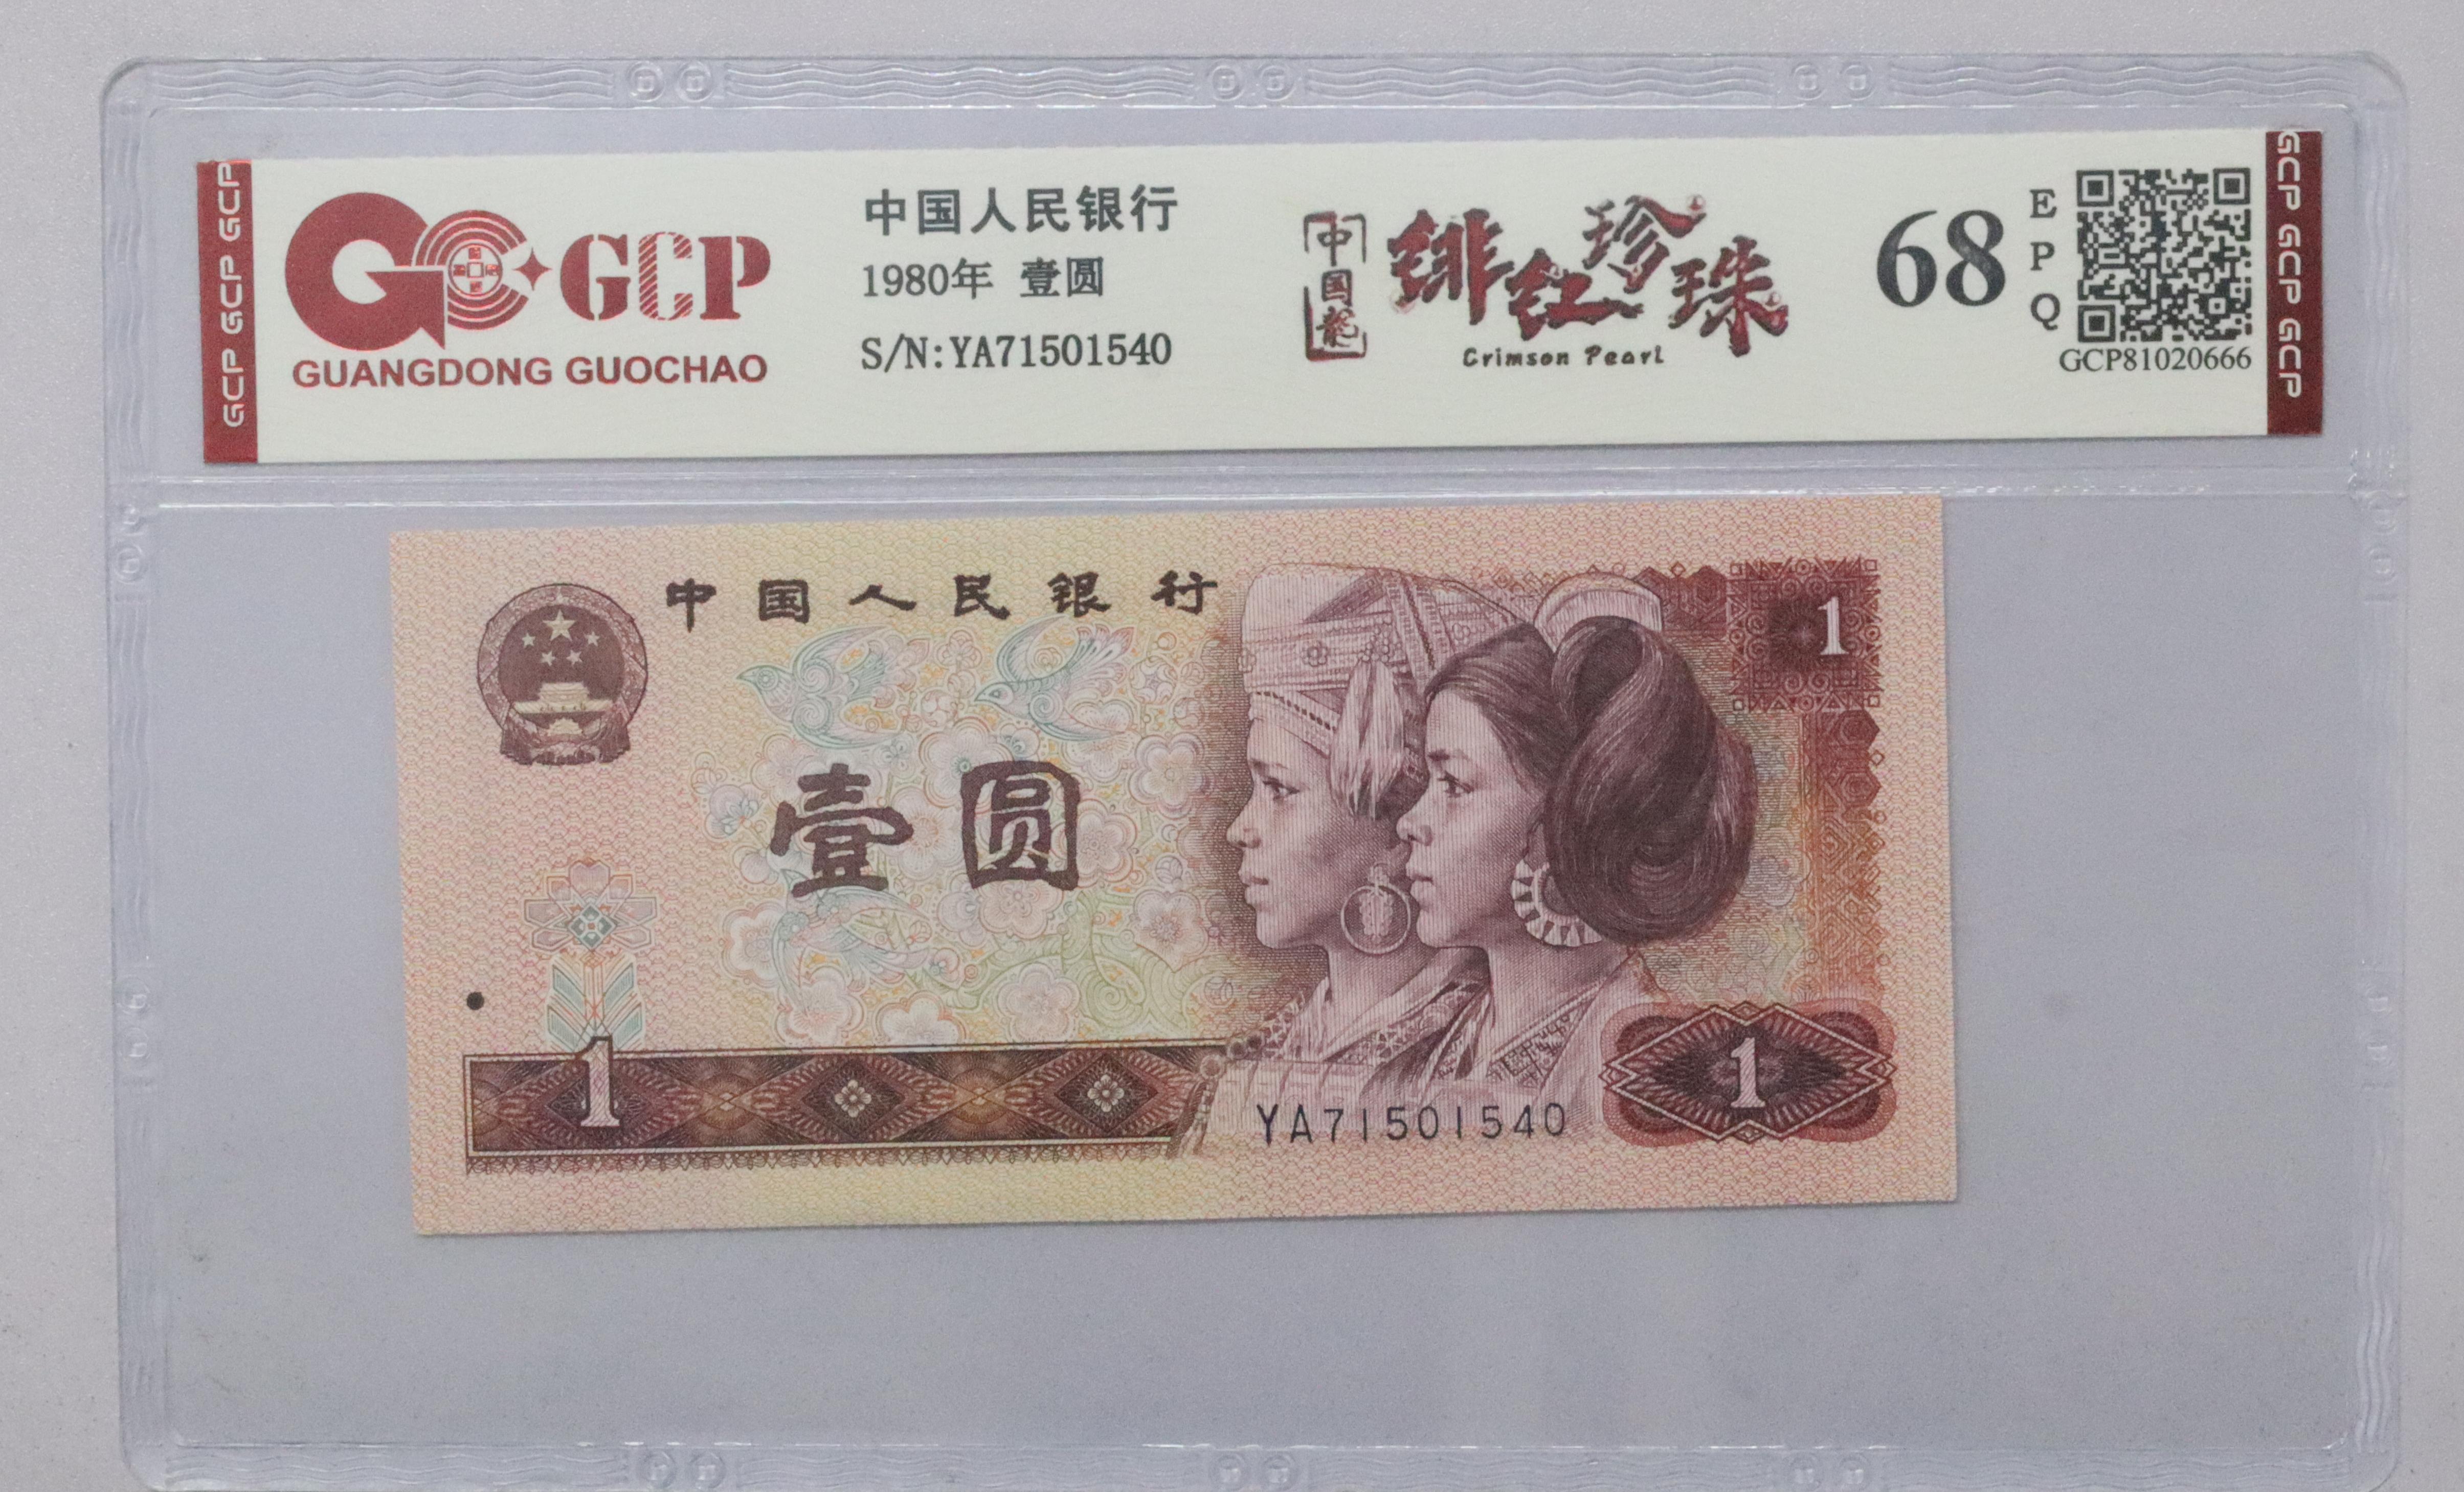 GCP GCP GCP
GCP
GUANGDONG GUOCHAO
中国人民银行
1980年 壹圆
S/N:YA71501540
中国龙
绯红珍珠
Crimson Pearl
68
EPQ
GCP81020666
GCP GCP GCP
中国人民银行
1
壹圆
1
1
YA71501540